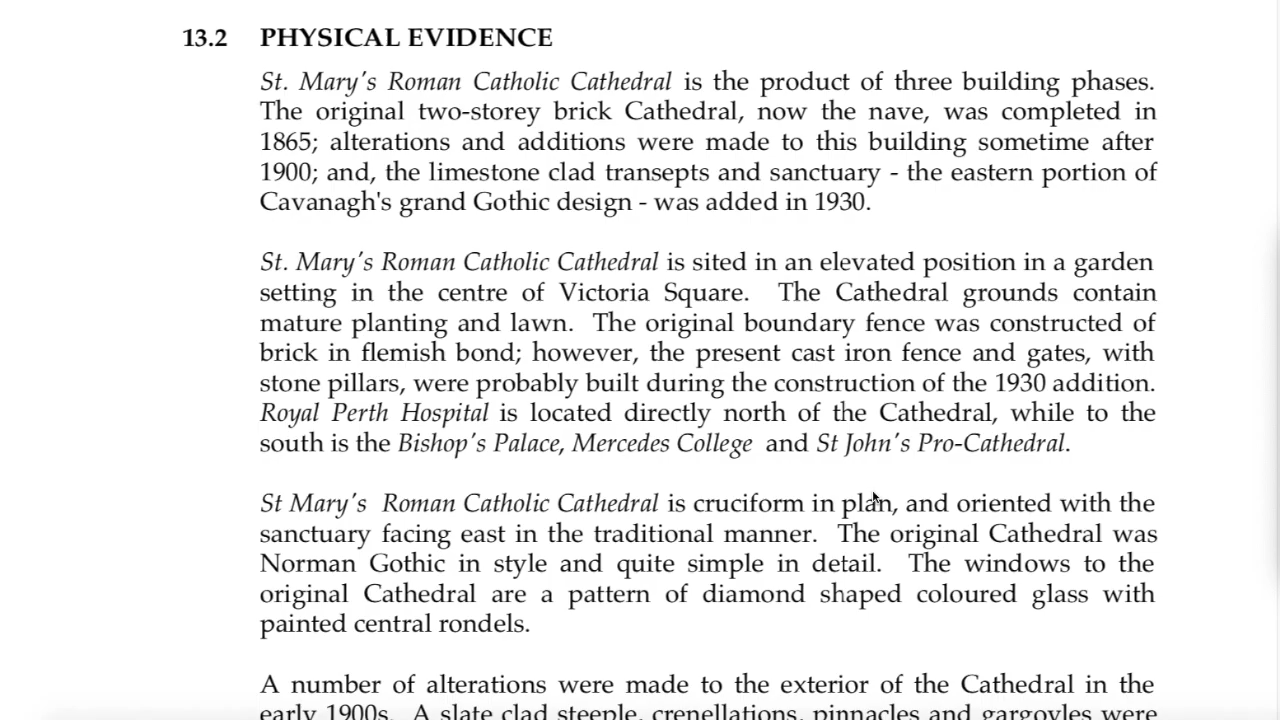 13.2 PHYSICAL EVIDENCE
St. Mary's Roman Catholic Cathedral is the product of three building phases.
The original two-storey brick Cathedral, now the nave, was completed in
1865; alterations and additions were made to this building sometime after
1900; and, the limestone clad transepts and sanctuary - the eastern portion of
Cavanagh's grand Gothic design - was added in 1930.
St. Mary's Roman Catholic Cathedral is sited in an elevated position in a garden
setting in the centre of Victoria Square. The Cathedral grounds contain
mature planting and lawn. The original boundary fence was constructed of
brick in flemish bond; however, the present cast iron fence and gates, with
stone pillars, were probably built during the construction of the 1930 addition.
Royal Perth Hospital is located directly north of the Cathedral, while to the
south is the Bishop's Palace, Mercedes College and St John's Pro-Cathedral.
St Mary's Roman Catholic Cathedral is cruciform in plan, and oriented with the
sanctuary facing east in the traditional manner. The original Cathedral was
Norman Gothic in style and quite simple in detail. The windows to the
original Cathedral are a pattern of diamond shaped coloured glass with
painted central rondels.
A number of alterations were made to the exterior of the Cathedral in the
early 1900s. A slate clad steeple, crenellations, pinnacles and gargoyles were